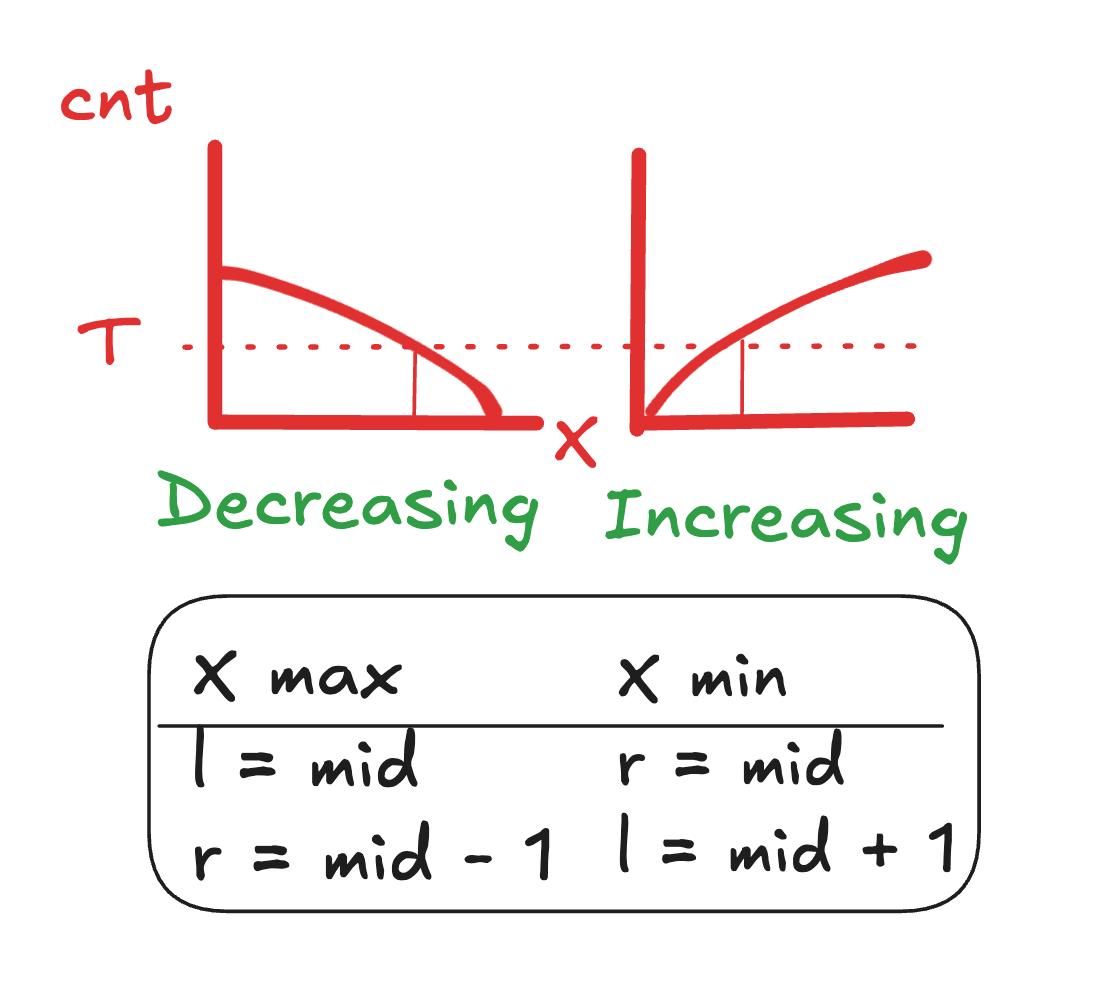 cnt
T
X
Decreasing Increasing
X max X min
l = mid r = mid
r = mid - 1 l = mid + 1